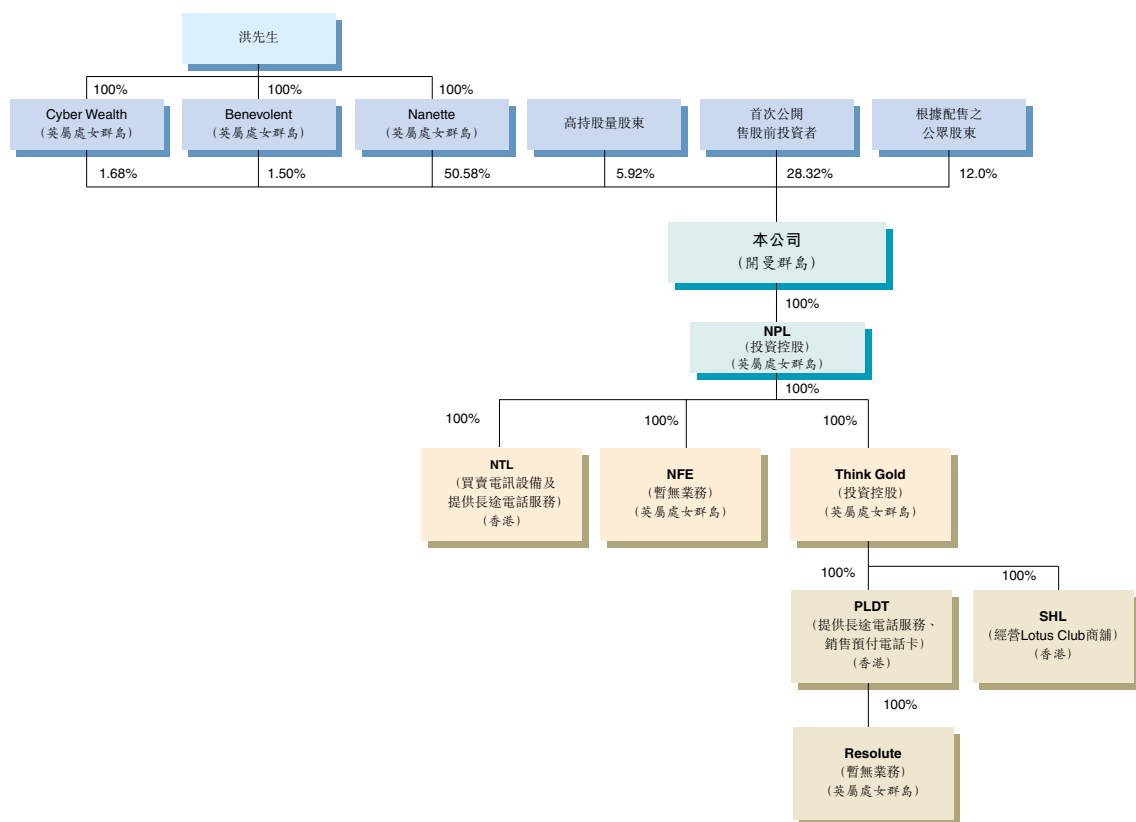 洪先生
100%
100%
100%
Cyber Wealth
(英屬處女群島)
Benevolent
(英屬處女群島)
Nanette
(英屬處女群島)
高持股量股東
首次公開
售股前投資者
根據配售之
公眾股東
1.68%
1.50%
50.58%
5.92%
28.32%
12.0%
本公司
(開曼群島)
100%
NPL
(投資控股)
(英屬處女群島)
100%
100%
100%
100%
NTL
(買賣電訊設備及
提供長途電話服務)
(香港)
NFE
(暫無業務)
(英屬處女群島)
Think Gold
(投資控股)
(英屬處女群島)
100%
100%
PLDT
(提供長途電話服務、
銷售預付電話卡)
(香港)
SHL
(經營Lotus Club商舖)
(香港)
100%
Resolute
(暫無業務)
(英屬處女群島)